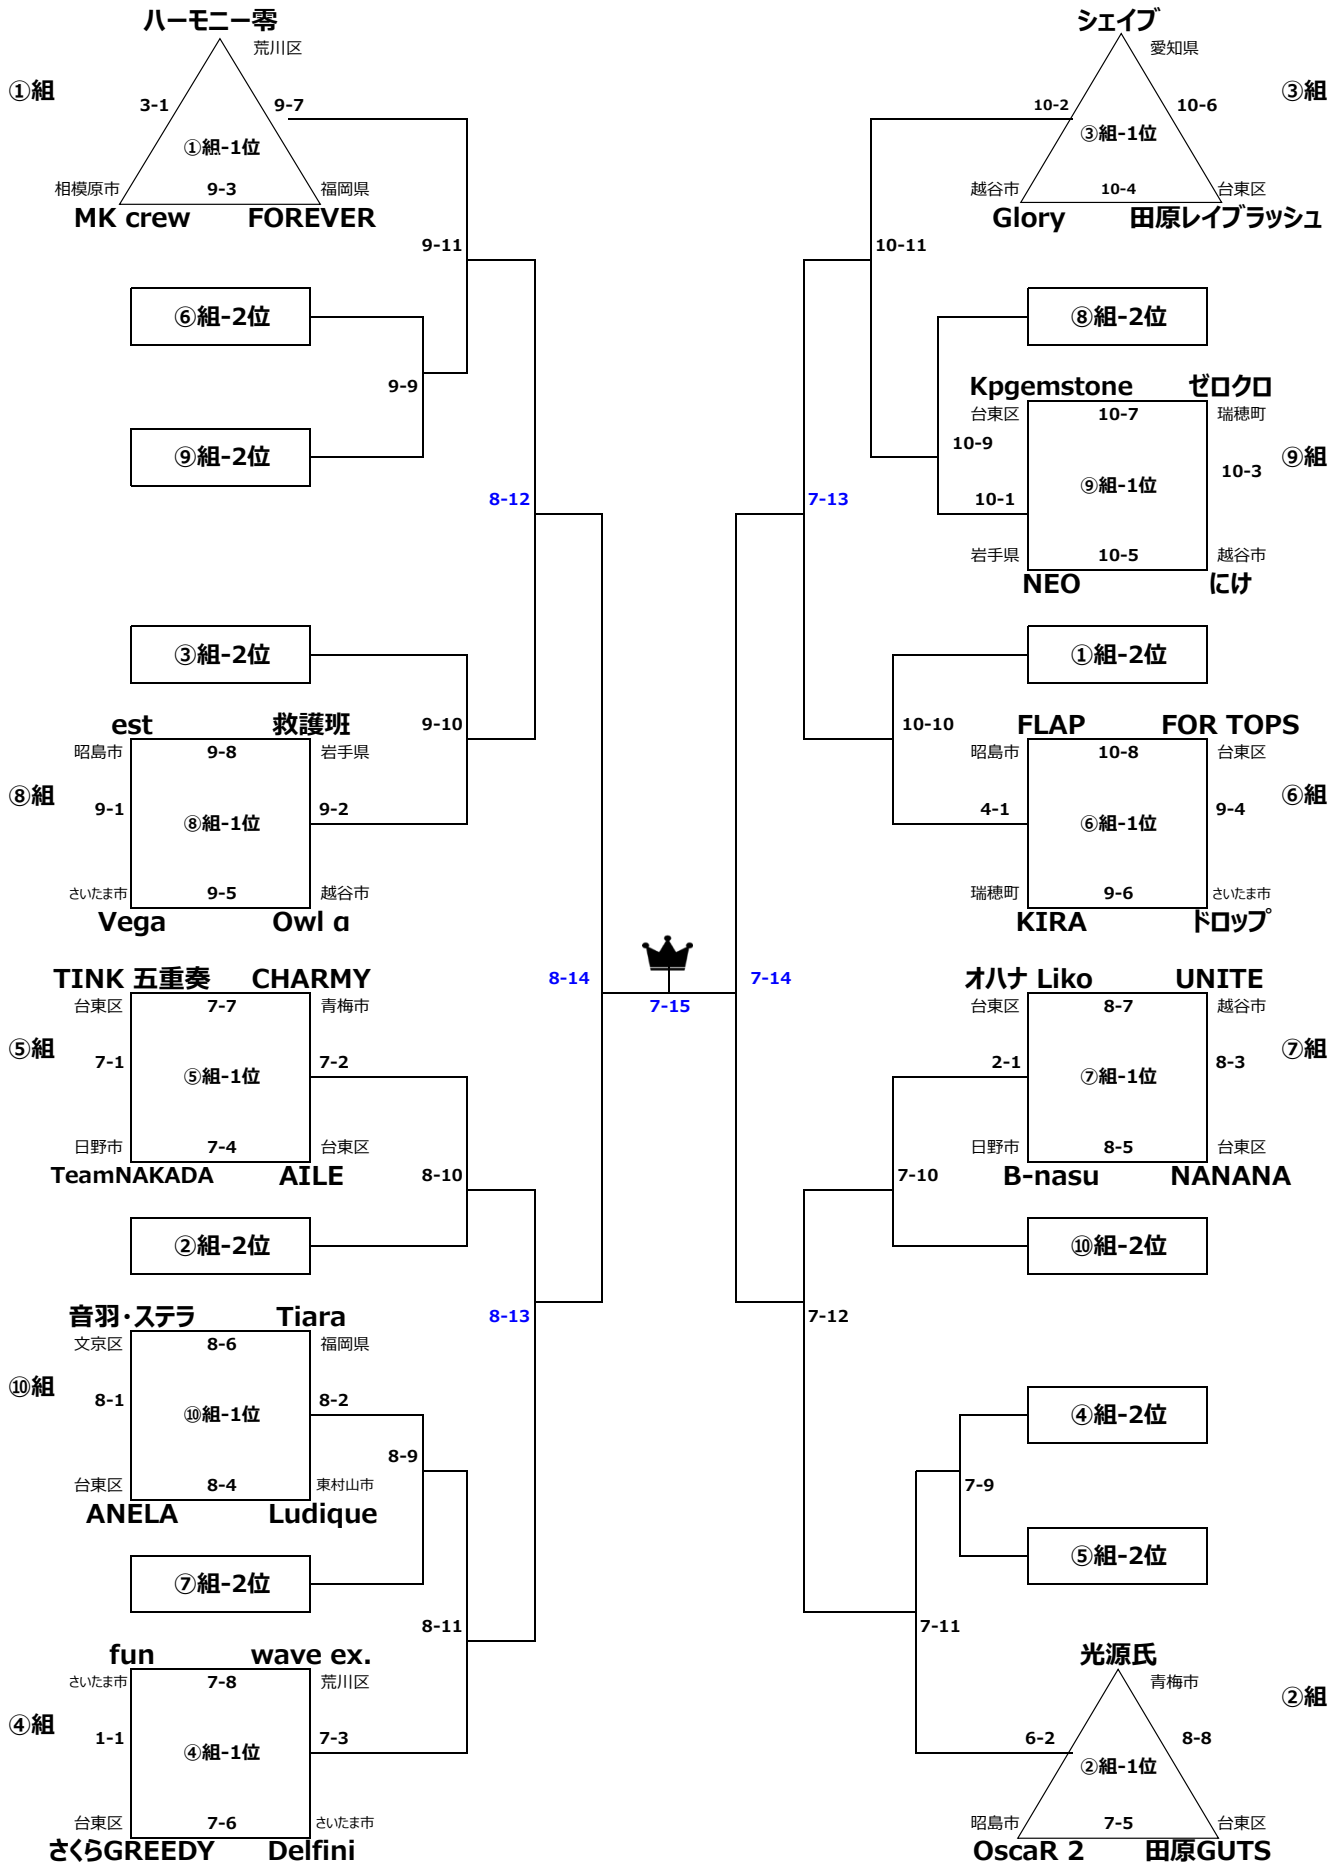 ハーモニー零
荒川区
①組
3-1
9-7
①組-1位
相模原市
9-3
福岡県
MK crew
FOREVER
9-11
⑥組-2位
9-9
⑨組-2位
8-12
③組-2位
est
救護班
9-10
昭島市
9-8
岩手県
⑧組
9-1
9-2
⑧組-1位
さいたま市
9-5
越谷市
Vega
Owl α
TINK 五重奏
CHARMY
8-14
台東区
7-7
青梅市
⑤組
7-1
7-2
⑤組-1位
日野市
7-4
台東区
TeamNAKADA
AILE
8-10
②組-2位
音羽・ステラ
Tiara
8-13
文京区
8-6
福岡県
⑩組
8-1
8-2
⑩組-1位
8-9
台東区
8-4
東村山市
ANELA
Ludique
⑦組-2位
8-11
fun
wave ex.
さいたま市
7-8
荒川区
④組
1-1
7-3
④組-1位
台東区
7-6
さいたま市
さくらGREEDY
Delfini
7-15
シェイブ
愛知県
③組
10-2
10-6
③組-1位
越谷市
10-4
台東区
Glory
田原レイブラッシュ
10-11
⑧組-2位
Kpgemstone
ゼロクロ
台東区
10-7
瑞穂町
10-9
⑨組
10-3
10-1
⑨組-1位
7-13
岩手県
10-5
越谷市
NEO
にけ
①組-2位
10-10
FLAP
FOR TOPS
昭島市
10-8
台東区
⑥組
4-1
9-4
⑥組-1位
瑞穂町
9-6
さいたま市
KIRA
ドロップ
7-14
オハナ Liko
UNITE
台東区
8-7
越谷市
⑦組
2-1
8-3
⑦組-1位
日野市
8-5
台東区
B-nasu
NANANA
7-10
⑩組-2位
7-12
④組-2位
7-9
⑤組-2位
7-11
光源氏
青梅市
②組
6-2
8-8
②組-1位
昭島市
7-5
台東区
OscaR 2
田原GUTS